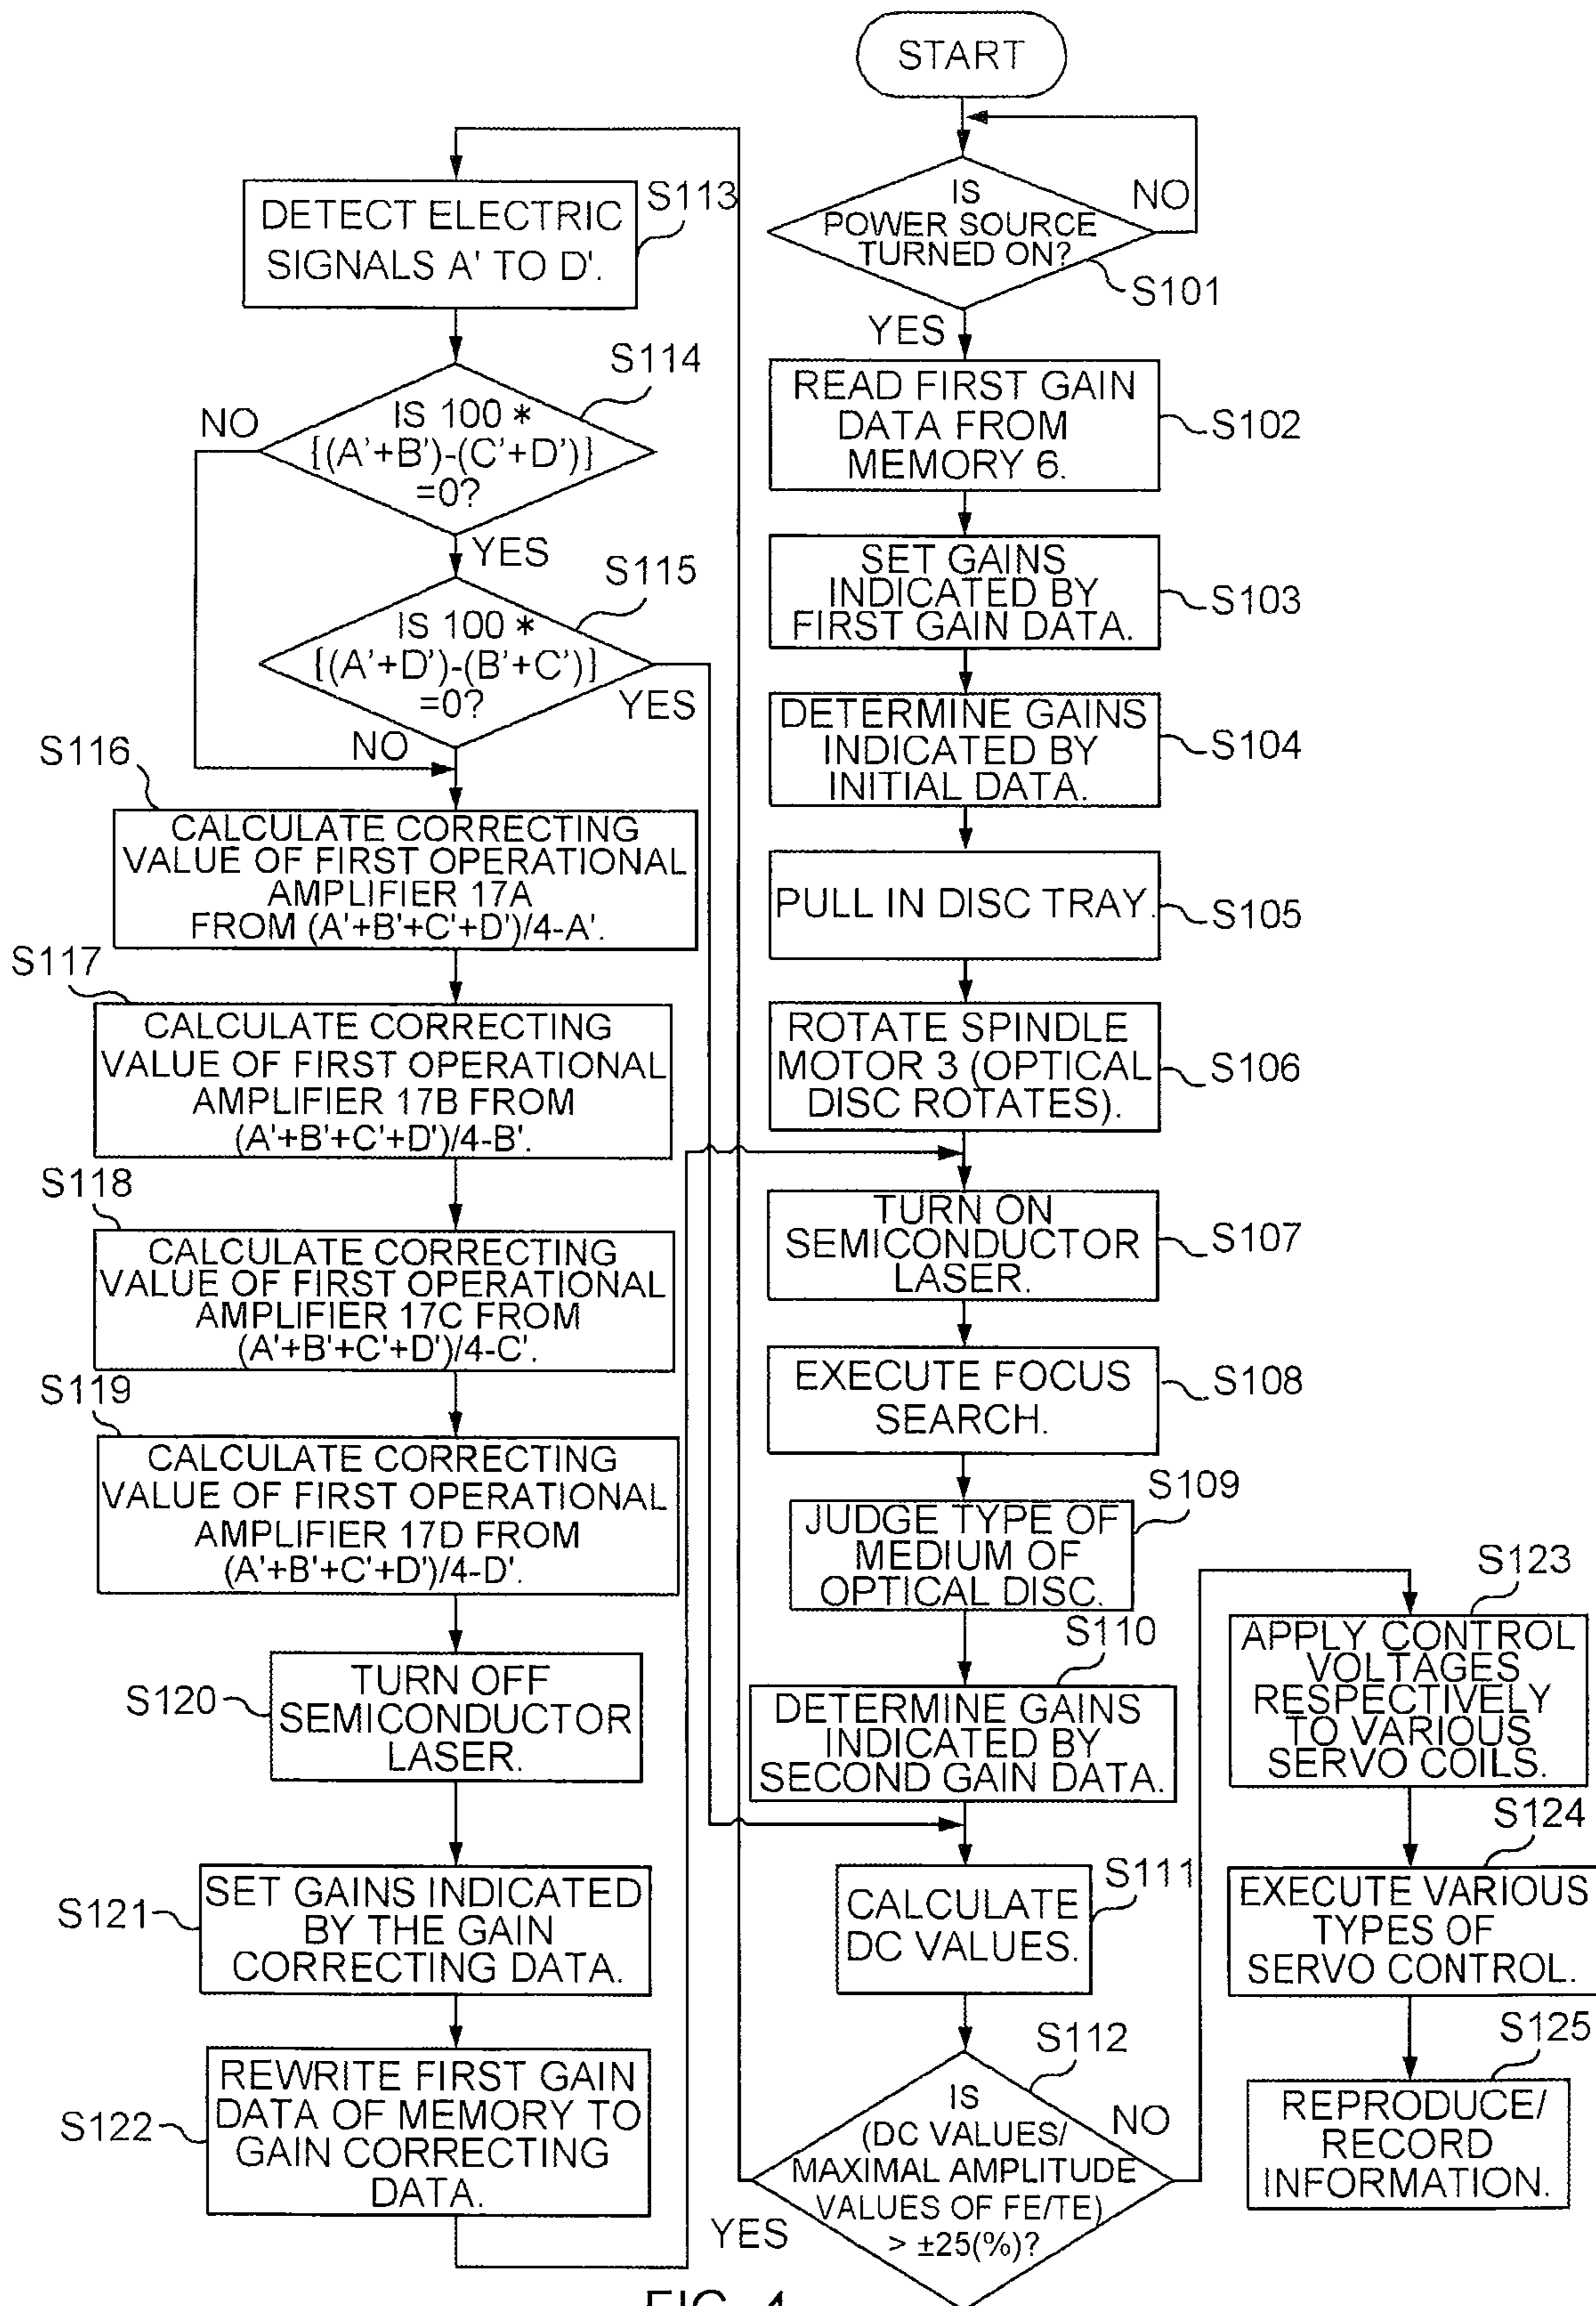 START
IS
POWER SOURCE
TURNED ON?
NO
S101
YES
READ FIRST GAIN
DATA FROM
MEMORY 6.
S102
SET GAINS
INDICATED BY
FIRST GAIN DATA.
S103
DETERMINE GAINS
INDICATED BY
INITIAL DATA.
S104
PULL IN DISC TRAY.
S105
ROTATE SPINDLE
MOTOR 3 (OPTICAL
DISC ROTATES).
S106
TURN ON
SEMICONDUCTOR
LASER.
S107
EXECUTE FOCUS
SEARCH.
S108
S109
JUDGE TYPE OF
MEDIUM OF
OPTICAL DISC.
S110
DETERMINE GAINS
INDICATED BY
SECOND GAIN DATA.
S111
CALCULATE
DC VALUES.
S112
IS
(DC VALUES/
MAXIMAL AMPLITUDE
VALUES OF FE/TE)
> ±25(%)?
NO
YES
S113
DETECT ELECTRIC
SIGNALS A' TO D'.
S114
IS 100 *
{(A'+B')-(C'+D')}
=0?
NO
YES
S115
IS 100 *
{(A'+D')-(B'+C')}
=0?
YES
NO
S116
CALCULATE CORRECTING
VALUE OF FIRST OPERATIONAL
AMPLIFIER 17A
FROM (A'+B'+C'+D')/4-A'.
S117
CALCULATE CORRECTING
VALUE OF FIRST OPERATIONAL
AMPLIFIER 17B FROM
(A'+B'+C'+D')/4-B'.
S118
CALCULATE CORRECTING
VALUE OF FIRST OPERATIONAL
AMPLIFIER 17C FROM
(A'+B'+C'+D')/4-C'.
S119
CALCULATE CORRECTING
VALUE OF FIRST OPERATIONAL
AMPLIFIER 17D FROM
(A'+B'+C'+D')/4-D'.
S120
TURN OFF
SEMICONDUCTOR
LASER.
S121
SET GAINS INDICATED
BY THE GAIN
CORRECTING DATA.
S122
REWRITE FIRST GAIN
DATA OF MEMORY TO
GAIN CORRECTING
DATA.
S123
APPLY CONTROL
VOLTAGES
RESPECTIVELY
TO VARIOUS
SERVO COILS.
S124
EXECUTE VARIOUS
TYPES OF
SERVO CONTROL.
S125
REPRODUCE/
RECORD
INFORMATION.
FIG. 4